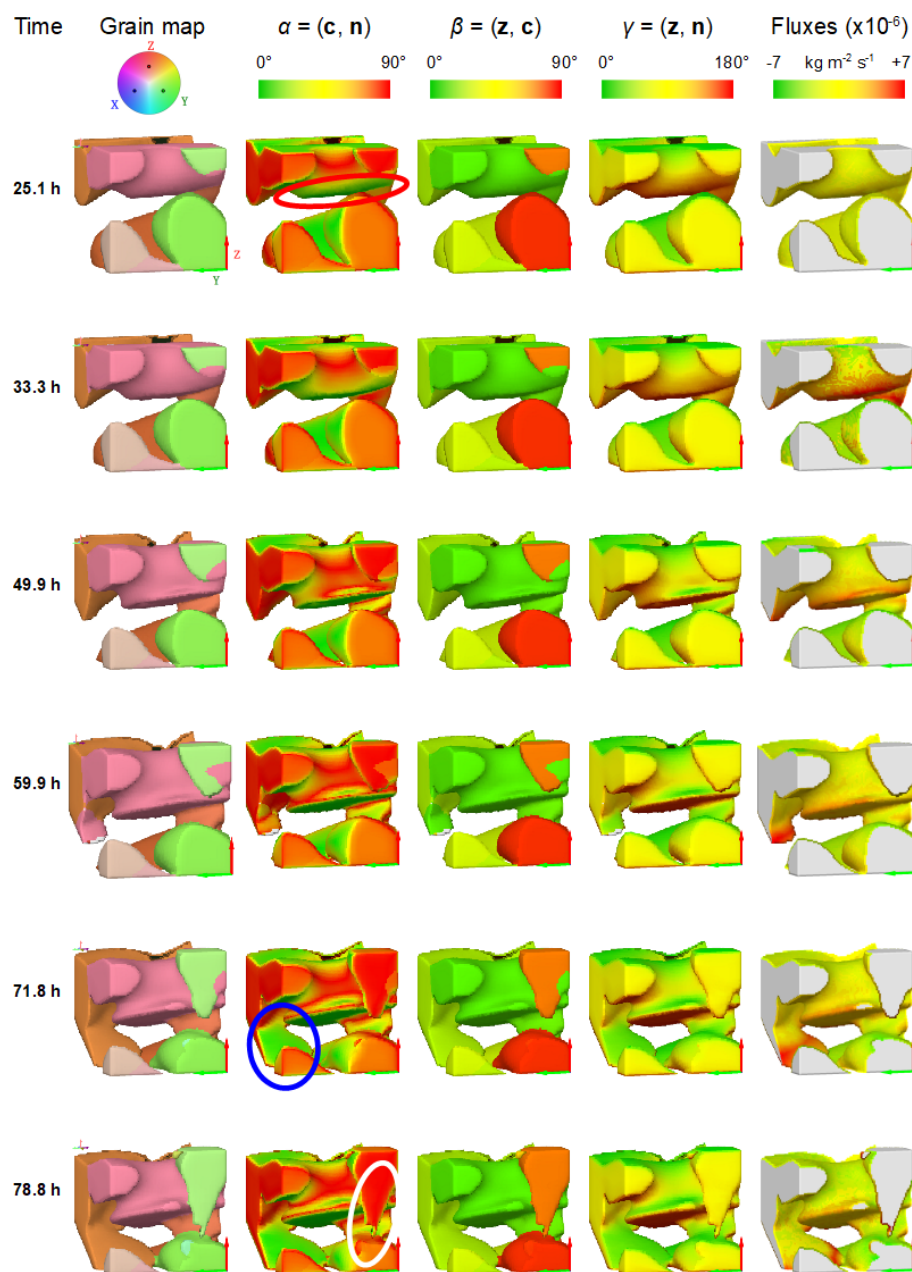 Time Grain map α = (c, n) β = (z, c) γ = (z, n) Fluxes (x10⁻⁶)
Z
X Y
0° 90° 0° 90° 0° 180° -7 kg m⁻² s⁻¹ +7
25.1 h
Z
Y
33.3 h
49.9 h
59.9 h
71.8 h
78.8 h